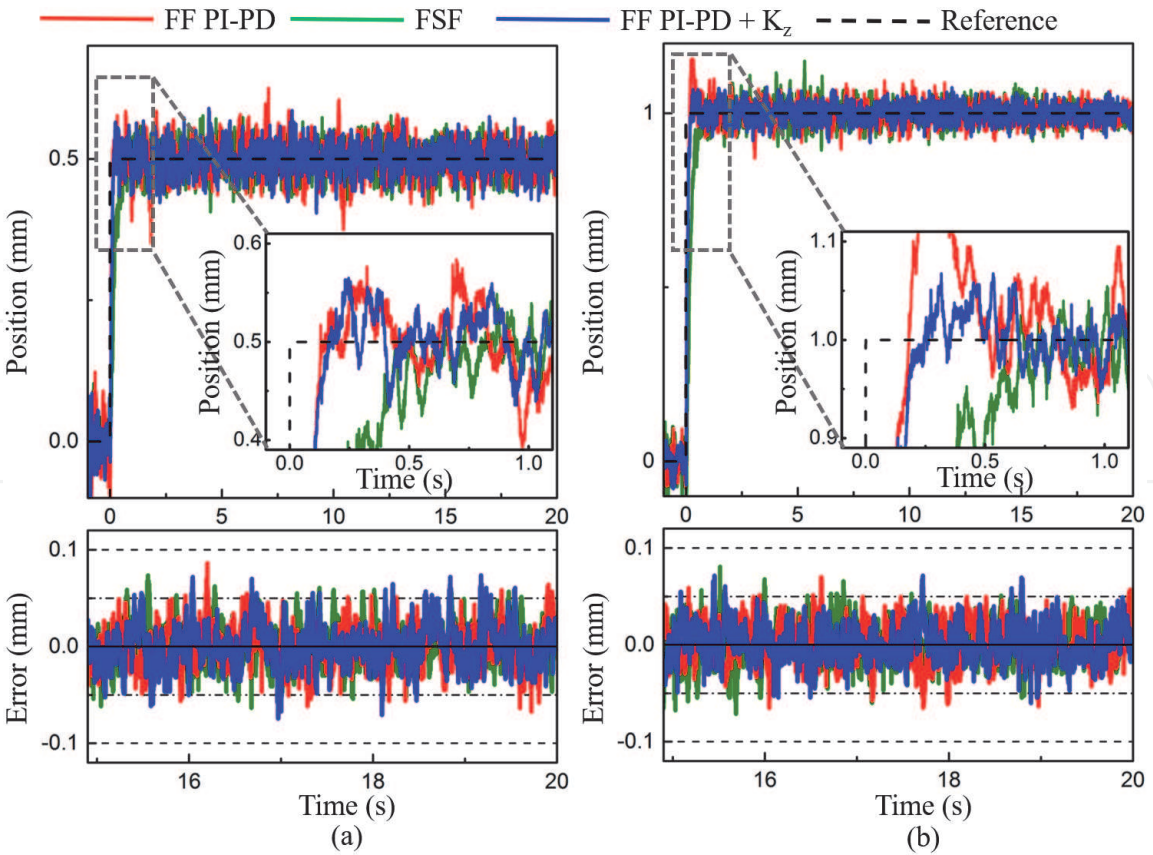 FF PI-PD FSF FF PI-PD + Kz Reference
Position (mm)
0.5
0.0
0 5 10 15 20
Position (mm)
0.6
0.5
0.4
0.0 0.5 1.0
Time (s)
Error (mm)
0.1
0.0
-0.1
16 18 20
Time (s)
(a)
Position (mm)
1
0
0 5 10 15 20
Position (mm)
1.1
1.0
0.9
0.0 0.5 1.0
Time (s)
Error (mm)
0.1
0.0
-0.1
16 18 20
Time (s)
(b)